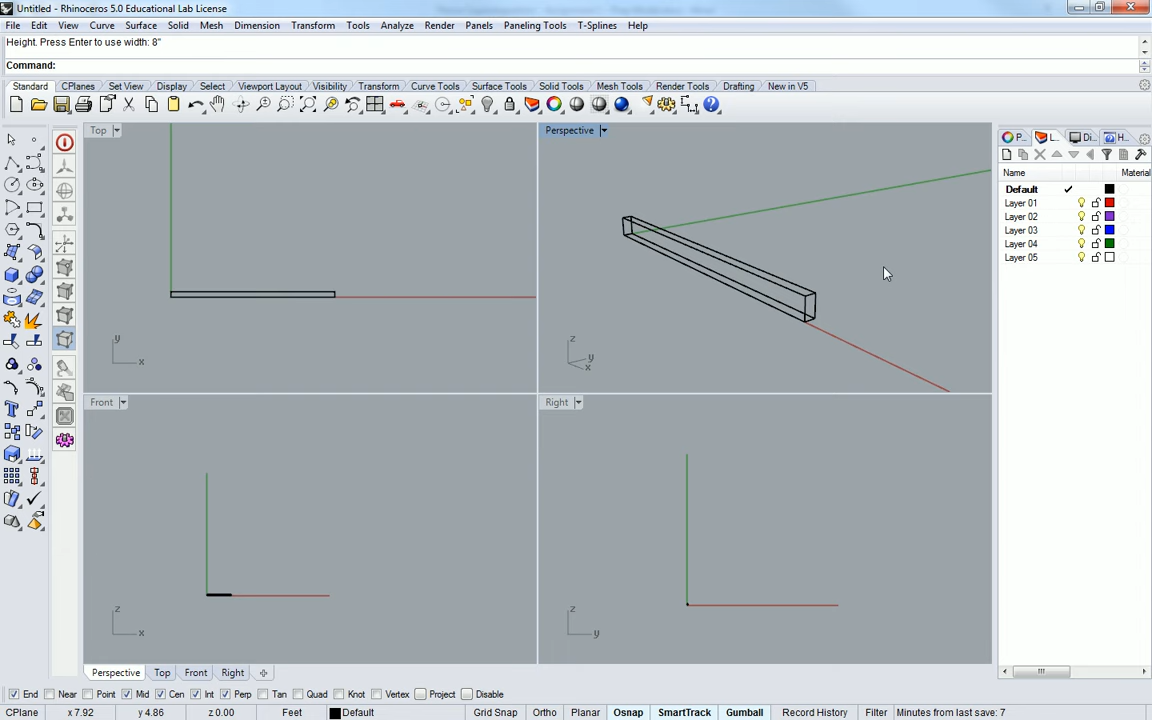 Untitled - Rhinoceros 5.0 Educational Lab License
File Edit View Curve Surface Solid Mesh Dimension Transform Tools Analyze Render Panels Paneling Tools T-Splines Help
Height. Press Enter to use width: 8"
Command:
Standard CPlanes Set View Display Select Viewport Layout Visibility Transform Curve Tools Surface Tools Solid Tools Mesh Tools Render Tools Drafting New in V5
Top
Perspective
P... L... Di... H...
Name Material
Default
Layer 01
Layer 02
Layer 03
Layer 04
Layer 05
y
x
z
y
x
Front
Right
z
x
z
y
Perspective Top Front Right
End Near Point Mid Cen Int Perp Tan Quad Knot Vertex Project Disable
CPlane x 7.92 y 4.86 z 0.00 Feet Default Grid Snap Ortho Planar Osnap SmartTrack Gumball Record History Filter Minutes from last save: 7